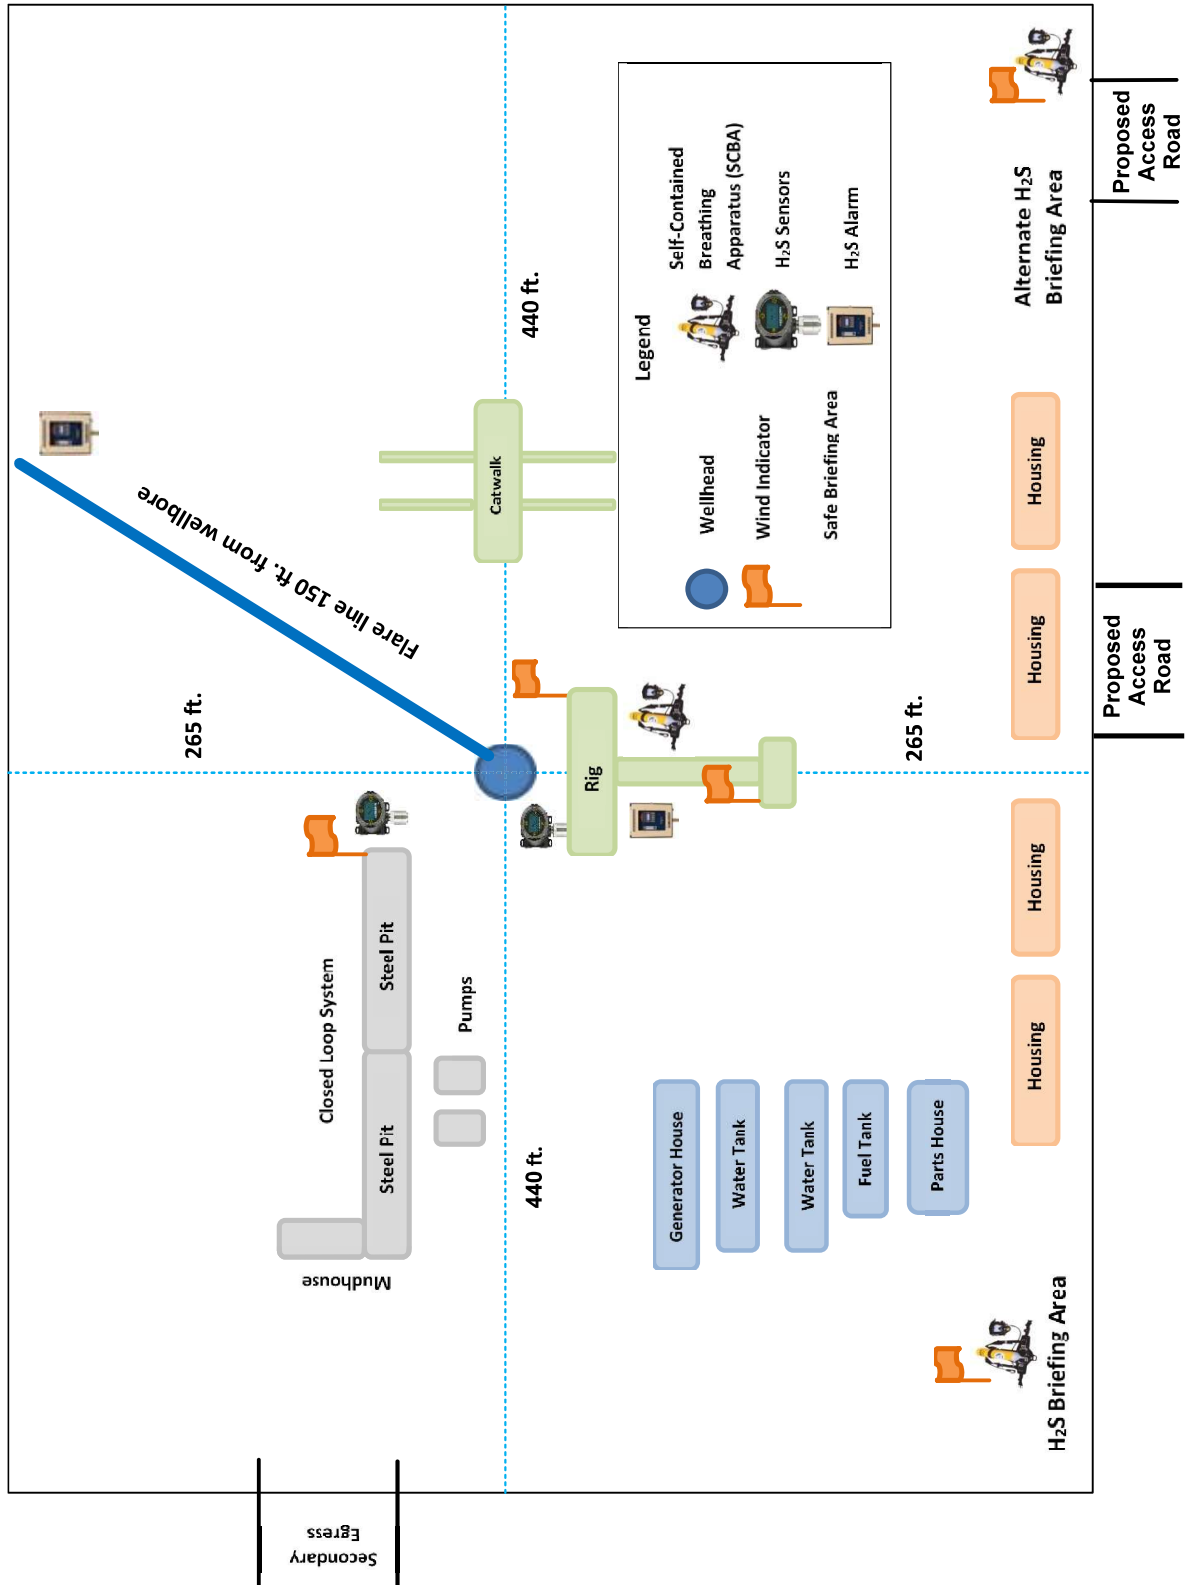 Proposed
Access
Road
Alternate H₂S
Briefing Area
440 ft.
Legend
Self-Contained
Breathing
Apparatus (SCBA)
H₂S Sensors
H₂S Alarm
Wellhead
Wind Indicator
Safe Briefing Area
Catwalk
Flare line 150 ft. from wellbore
Housing
Housing
Proposed
Access
Road
265 ft.
265 ft.
Rig
Housing
Housing
Closed Loop System
Steel Pit
Steel Pit
Pumps
Mudhouse
440 ft.
Generator House
Water Tank
Water Tank
Fuel Tank
Parts House
H₂S Briefing Area
Secondary
Egress